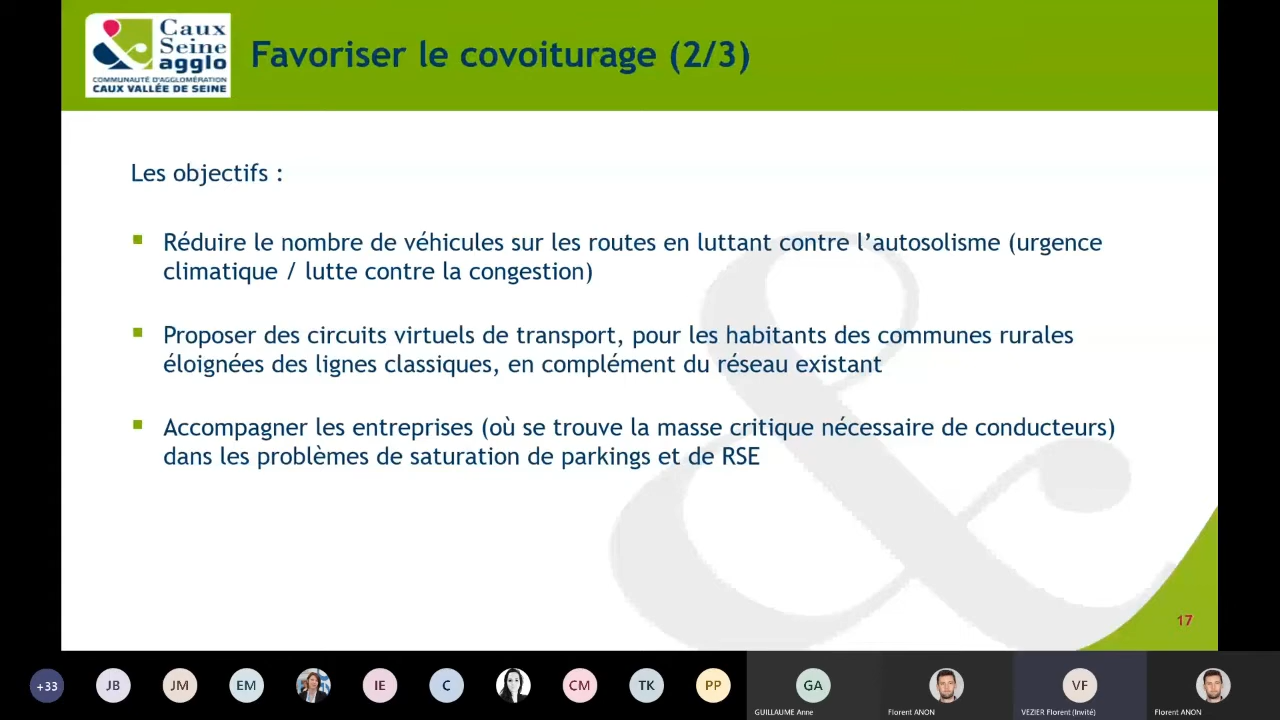 Caux
Seine
agglo
COMMUNAUTÉ D'AGGLOMÉRATION
CAUX VALLÉE DE SEINE
Favoriser le covoiturage (2/3)
Les objectifs :
Réduire le nombre de véhicules sur les routes en luttant contre l’autosolisme (urgence
climatique / lutte contre la congestion)
Proposer des circuits virtuels de transport, pour les habitants des communes rurales
éloignées des lignes classiques, en complément du réseau existant
Accompagner les entreprises (où se trouve la masse critique nécessaire de conducteurs)
dans les problèmes de saturation de parkings et de RSE
17
+33 JB JM EM IE C CM TK PP GA VF
GUILLAUME Anne Florent ANON VEZIER Florent (Invité) Florent ANON